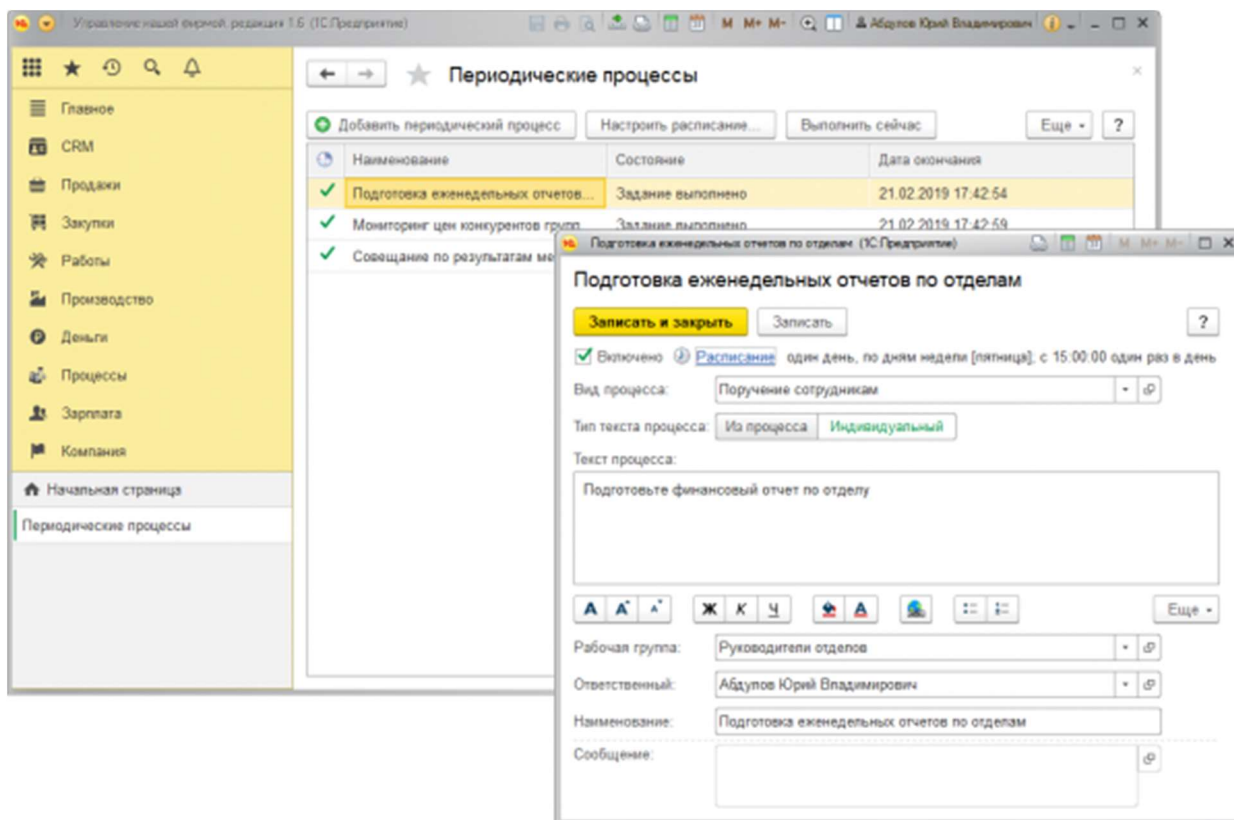 Управление нашей фирмой, редакция 1.6 (1С:Предприятие)
M M+ M- Абдулов Юрий Владимирович
Главное
CRM
Продажи
Закупки
Работы
Производство
Деньги
Процессы
Зарплата
Компания
Начальная страница
Периодические процессы
Периодические процессы
Добавить периодический процесс Настроить расписание... Выполнить сейчас Еще ?
Наименование Состояние Дата окончания
Подготовка еженедельных отчетов... Задание выполнено 21.02.2019 17:42:54
Мониторинг цен конкурентов групп Задание выполнено 21.02.2019 17:42:59
Совещание по результатам ме
Подготовка еженедельных отчетов по отделам (1С:Предприятие) M M+ M-
Подготовка еженедельных отчетов по отделам
Записать и закрыть Записать ?
Включено Расписание один день, по дням недели [пятница]; с 15:00:00 один раз в день
Вид процесса: Поручение сотрудникам
Тип текста процесса: Из процесса Индивидуальный
Текст процесса:
Подготовьте финансовый отчет по отделу
А А А Ж К Ч А Еще
Рабочая группа: Руководители отделов
Ответственный: Абдулов Юрий Владимирович
Наименование: Подготовка еженедельных отчетов по отделам
Сообщение: